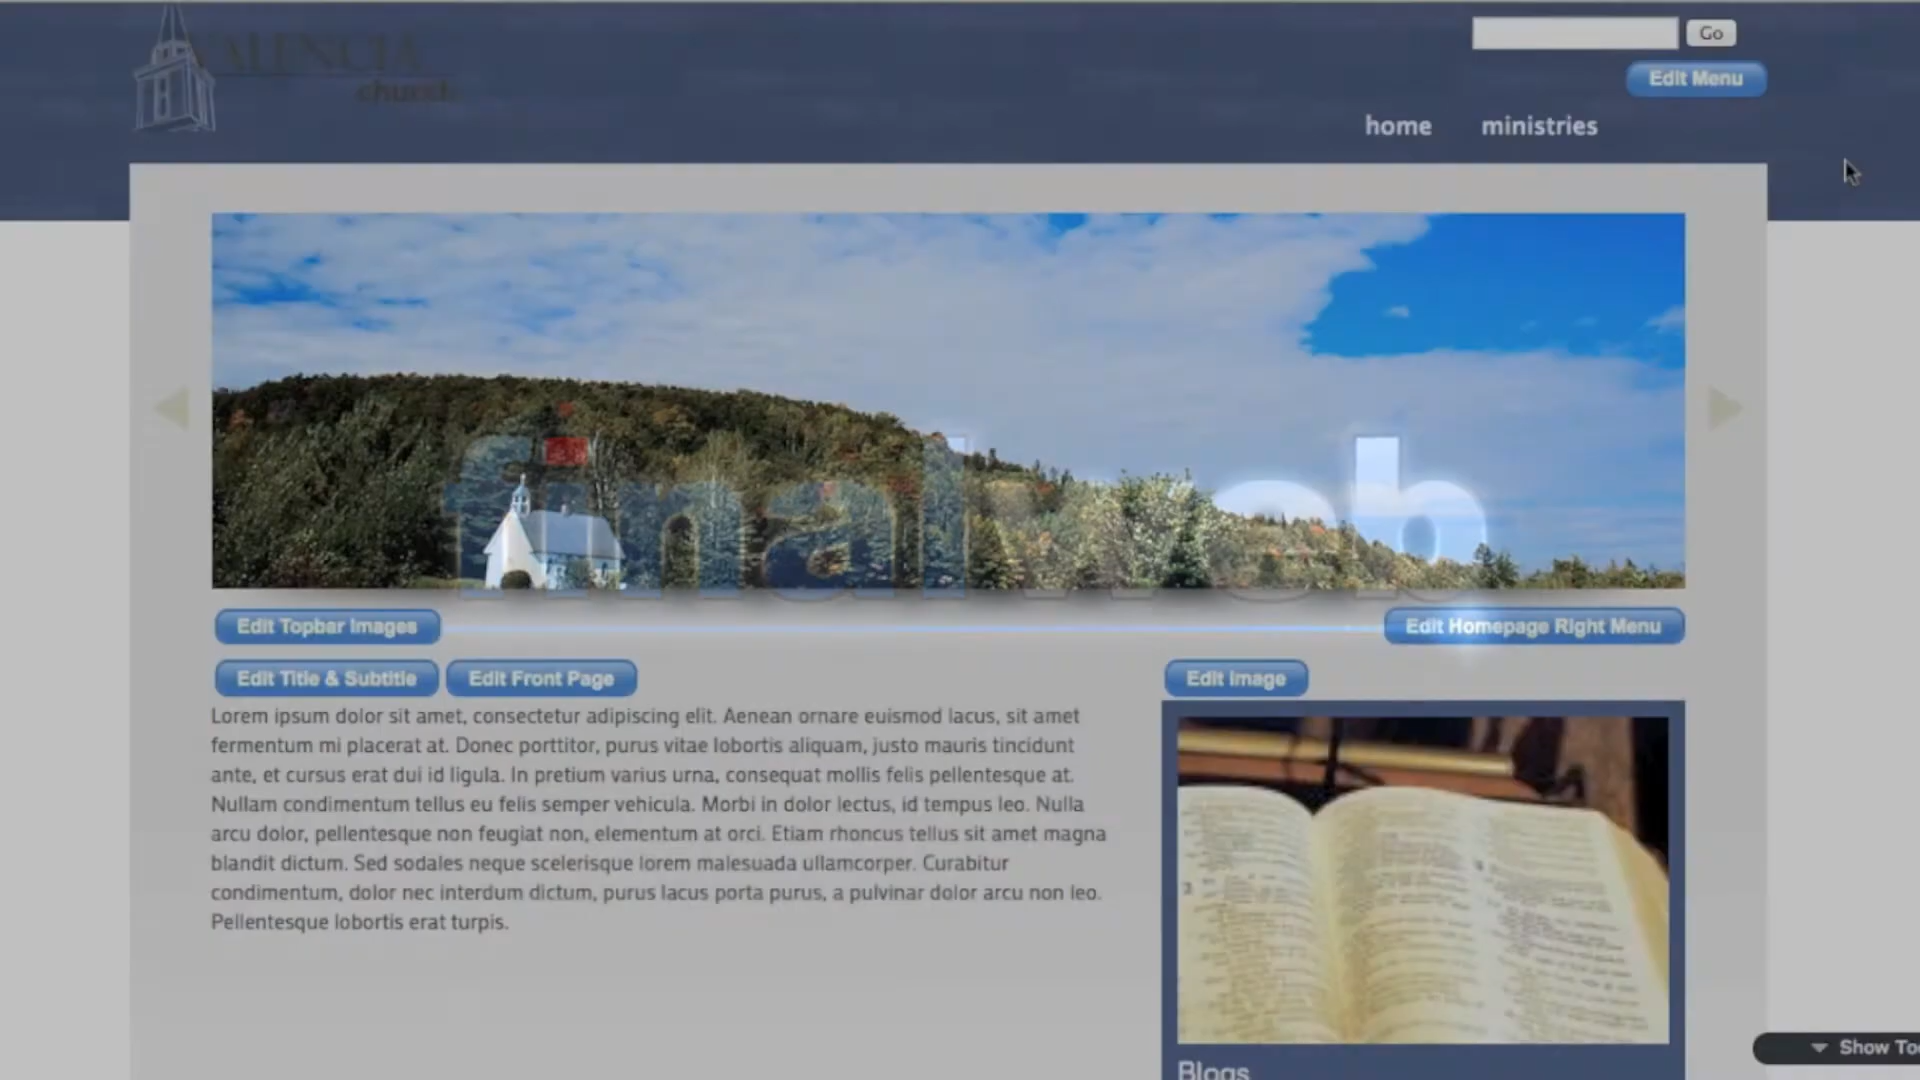 VALENCIA
church
Go
Edit Menu
home ministries
finalweb
Edit Topbar Images
Edit Homepage Right Menu
Edit Title & Subtitle
Edit Front Page
Edit Image
Lorem ipsum dolor sit amet, consectetur adipiscing elit. Aenean ornare euismod lacus, sit amet
fermentum mi placerat at. Donec porttitor, purus vitae lobortis aliquam, justo mauris tincidunt
ante, et cursus erat dui id ligula. In pretium varius urna, consequat mollis felis pellentesque at.
Nullam condimentum tellus eu felis semper vehicula. Morbi in dolor lectus, id tempus leo. Nulla
arcu dolor, pellentesque non feugiat non, elementum at orci. Etiam rhoncus tellus sit amet magna
blandit dictum. Sed sodales neque scelerisque lorem malesuada ullamcorper. Curabitur
condimentum, dolor nec interdum dictum, purus lacus porta purus, a pulvinar dolor arcu non leo.
Pellentesque lobortis erat turpis.
Blogs
Show